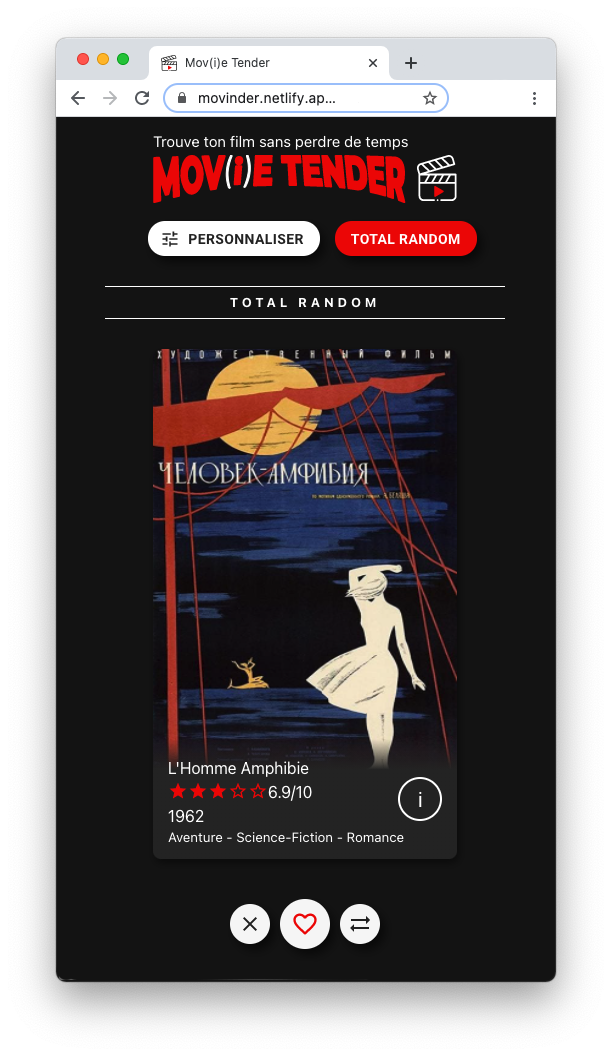 Mov(i)e Tender
movinder.netlify.ap...
Trouve ton film sans perdre de temps
MOV(i)E TENDER
PERSONNALISER
TOTAL RANDOM
TOTAL RANDOM
ХУДОЖЕСТВЕННЫЙ ФИЛЬМ
ЧЕЛОВЕК-АМФИБИЯ
L'Homme Amphibie
6.9/10
i
1962
Aventure - Science-Fiction - Romance